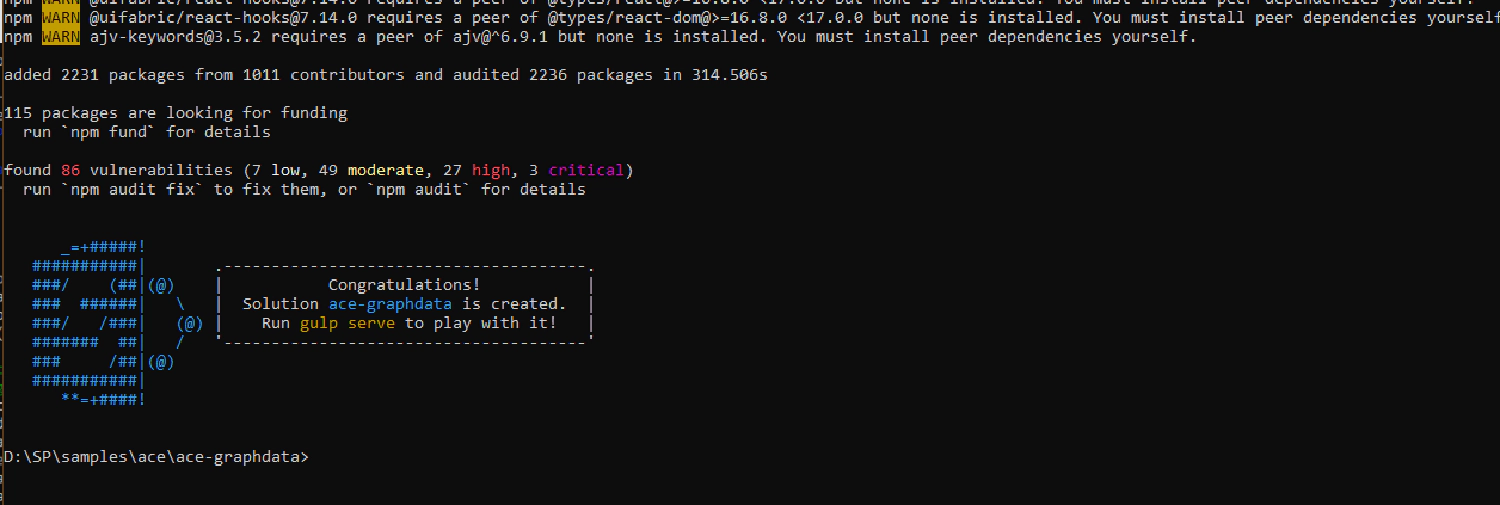 npm WARN @uifabric/react-hooks@7.14.0 requires a peer of @types/react@>=16.8.0 <17.0.0 but none is installed. You must install peer dependencies yourself.
npm WARN @uifabric/react-hooks@7.14.0 requires a peer of @types/react-dom@>=16.8.0 <17.0.0 but none is installed. You must install peer dependencies yourself
npm WARN ajv-keywords@3.5.2 requires a peer of ajv@^6.9.1 but none is installed. You must install peer dependencies yourself.
added 2231 packages from 1011 contributors and audited 2236 packages in 314.506s
115 packages are looking for funding
run `npm fund` for details
found 86 vulnerabilities (7 low, 49 moderate, 27 high, 3 critical)
run `npm audit fix` to fix them, or `npm audit` for details
_=+#####!
###########| .--------------------------------------.
###/ (##|(@) | Congratulations! |
### ######| \ | Solution ace-graphdata is created. |
###/ /###| (@) | Run gulp serve to play with it! |
####### ##| / '--------------------------------------'
### /##|(@)
###########|
**=+####!
D:\SP\samples\ace\ace-graphdata>